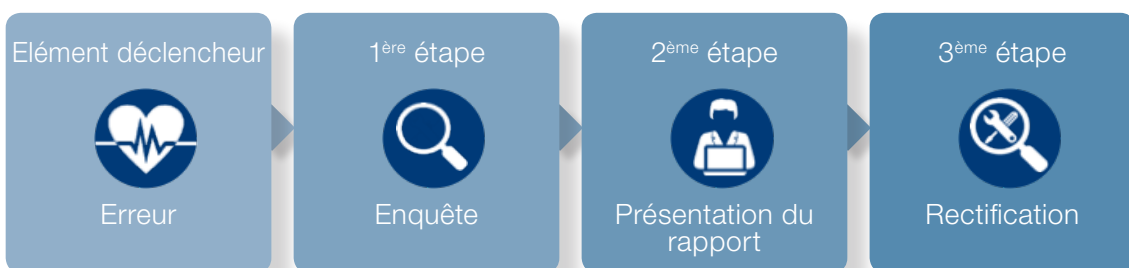 Elément déclencheur
Erreur
1ère étape
Enquête
2ème étape
Présentation du
rapport
3ème étape
Rectification